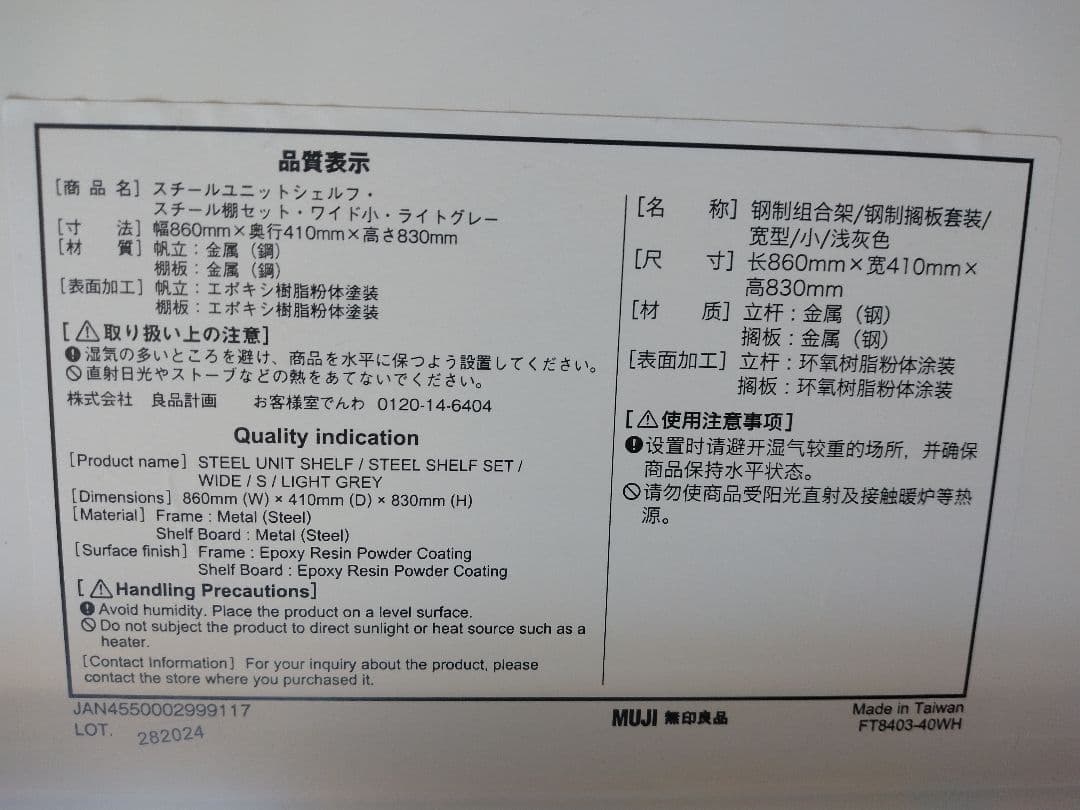 品質表示
[商品名] スチールユニットシェルフ・
スチール棚セット・ワイド小・ライトグレー
[寸 法] 幅860mm×奥行410mm×高さ830mm
[材 質] 帆立：金属（鋼）
棚板：金属（鋼）
[表面加工] 帆立：エポキシ樹脂粉体塗装
棚板：エポキシ樹脂粉体塗装
[⚠取り扱い上の注意]
湿気の多いところを避け、商品を水平に保つよう設置してください。
直射日光やストーブなどの熱をあてないでください。
株式会社 良品計画 お客様室でんわ 0120-14-6404
Quality indication
[Product name] STEEL UNIT SHELF / STEEL SHELF SET /
WIDE / S / LIGHT GREY
[Dimensions] 860mm (W) × 410mm (D) × 830mm (H)
[Material] Frame : Metal (Steel)
Shelf Board : Metal (Steel)
[Surface finish] Frame : Epoxy Resin Powder Coating
Shelf Board : Epoxy Resin Powder Coating
[⚠Handling Precautions]
Avoid humidity. Place the product on a level surface.
Do not subject the product to direct sunlight or heat source such as a
heater.
[Contact Information] For your inquiry about the product, please
contact the store where you purchased it.
[名 称] 钢制组合架/钢制搁板套装/
宽型/小/浅灰色
[尺 寸] 长860mm×宽410mm×
高830mm
[材 质] 立杆：金属（钢）
搁板：金属（钢）
[表面加工] 立杆：环氧树脂粉体涂装
搁板：环氧树脂粉体涂装
[⚠使用注意事项]
设置时请避开湿气较重的场所，并确保
商品保持水平状态。
请勿使商品受阳光直射及接触暖炉等热
源。
JAN4550002999117
LOT. 282024
MUJI 無印良品
Made in Taiwan
FT8403-40WH